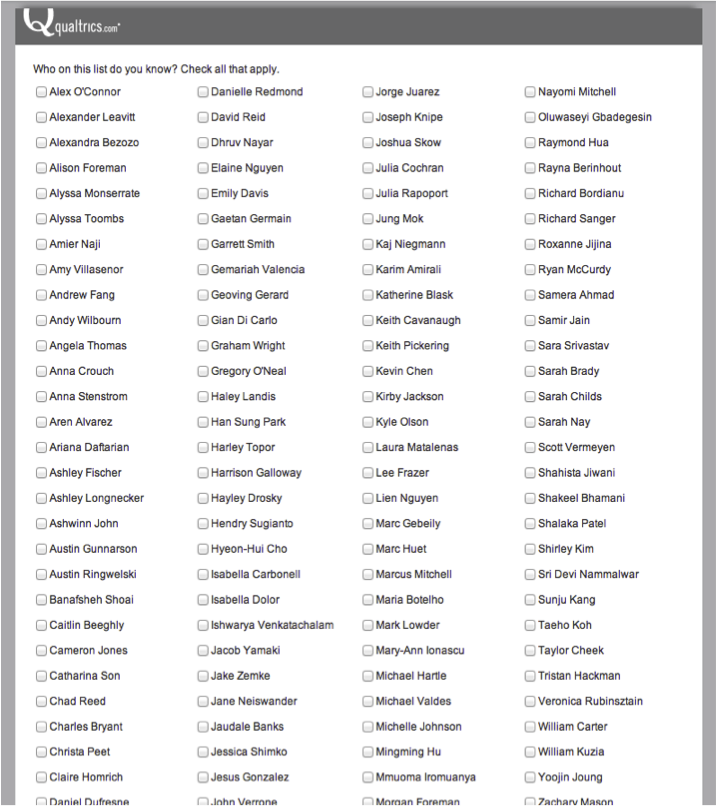 Qualtrics.com
Who on this list do you know? Check all that apply.
Alex O'Connor Danielle Redmond Jorge Juarez Nayomi Mitchell
Alexander Leavitt David Reid Joseph Knipe Oluwaseyi Gbadegesin
Alexandra Bezozo Dhruv Nayar Joshua Skow Raymond Hua
Alison Foreman Elaine Nguyen Julia Cochran Rayna Berinhout
Alyssa Monserrate Emily Davis Julia Rapoport Richard Bordianu
Alyssa Toombs Gaetan Germain Jung Mok Richard Sanger
Amier Naji Garrett Smith Kaj Niegmann Roxanne Jijina
Amy Villasenor Gemariah Valencia Karim Amirali Ryan McCurdy
Andrew Fang Geoving Gerard Katherine Blask Samera Ahmad
Andy Wilbourn Gian Di Carlo Keith Cavanaugh Samir Jain
Angela Thomas Graham Wright Keith Pickering Sara Srivastav
Anna Crouch Gregory O'Neal Kevin Chen Sarah Brady
Anna Stenstrom Haley Landis Kirby Jackson Sarah Childs
Aren Alvarez Han Sung Park Kyle Olson Sarah Nay
Ariana Daftarian Harley Topor Laura Matalenas Scott Vermeyen
Ashley Fischer Harrison Galloway Lee Frazer Shahista Jiwani
Ashley Longnecker Hayley Drosky Lien Nguyen Shakeel Bhamani
Ashwinn John Hendry Sugianto Marc Gebeily Shalaka Patel
Austin Gunnarson Hyeon-Hui Cho Marc Huet Shirley Kim
Austin Ringwelski Isabella Carbonell Marcus Mitchell Sri Devi Nammalwar
Banafsheh Shoai Isabella Dolor Maria Botelho Sunju Kang
Caitlin Beeghly Ishwarya Venkatachalam Mark Lowder Taeho Koh
Cameron Jones Jacob Yamaki Mary-Ann Ionascu Taylor Cheek
Catharina Son Jake Zemke Michael Hartle Tristan Hackman
Chad Reed Jane Neiswander Michael Valdes Veronica Rubinsztain
Charles Bryant Jaudale Banks Michelle Johnson William Carter
Christa Peet Jessica Shimko Mingming Hu William Kuzia
Claire Homrich Jesus Gonzalez Mmuoma Iromuanya Yoojin Joung
Daniel Dufresne John Verrone Morgan Foreman Zachary Mason